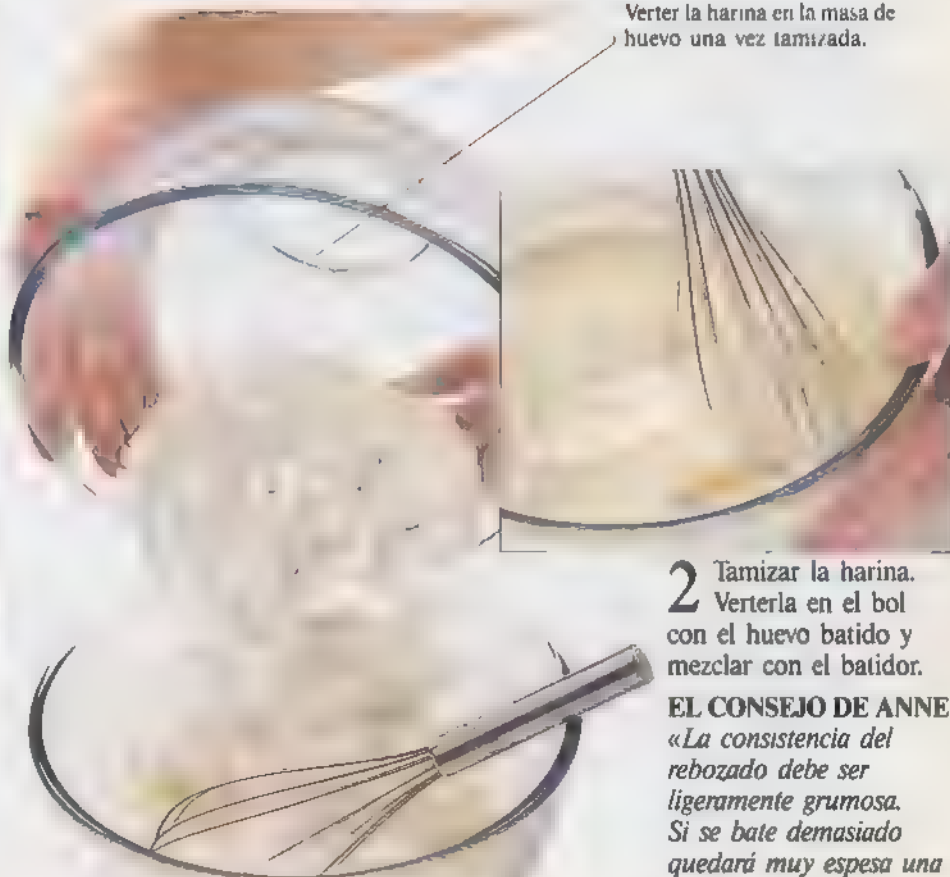 Verter la harina en la masa de
huevo una vez tamizada.
2 Tamizar la harina.
Verterla en el bol
con el huevo batido y
mezclar con el batidor.
EL CONSEJO DE ANNE
«La consistencia del
rebozado debe ser
ligeramente grumosa.
Si se bate demasiado
quedará muy espesa una